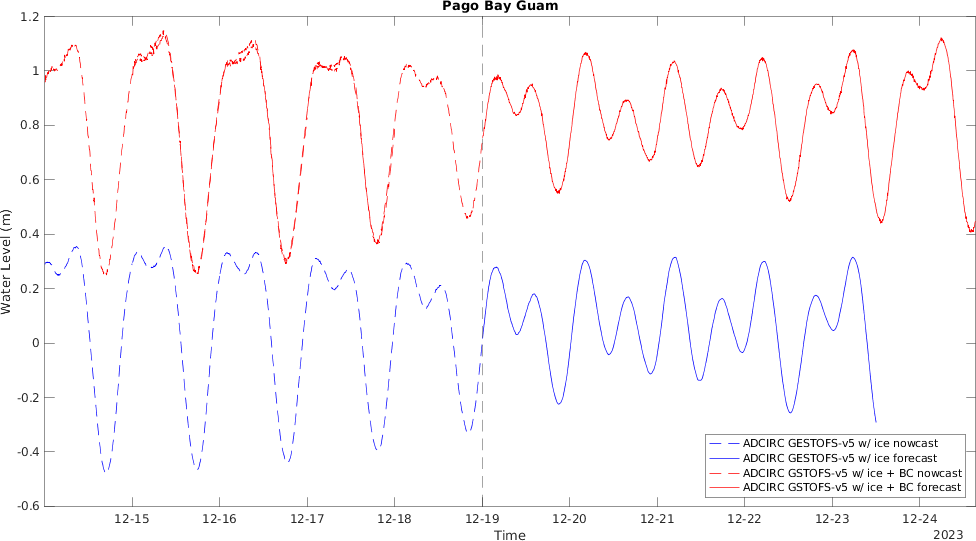 Pago Bay Guam
1.2
1
0.8
0.6
0.4
0.2
0
-0.2
-0.4
-0.6
Water Level (m)
ADCIRC GESTOFS-v5 w/ ice nowcast
ADCIRC GESTOFS-v5 w/ ice forecast
ADCIRC GSTOFS-v5 w/ ice + BC nowcast
ADCIRC GSTOFS-v5 w/ ice + BC forecast
12-15 12-16 12-17 12-18 12-19 12-20 12-21 12-22 12-23 12-24
Time
2023